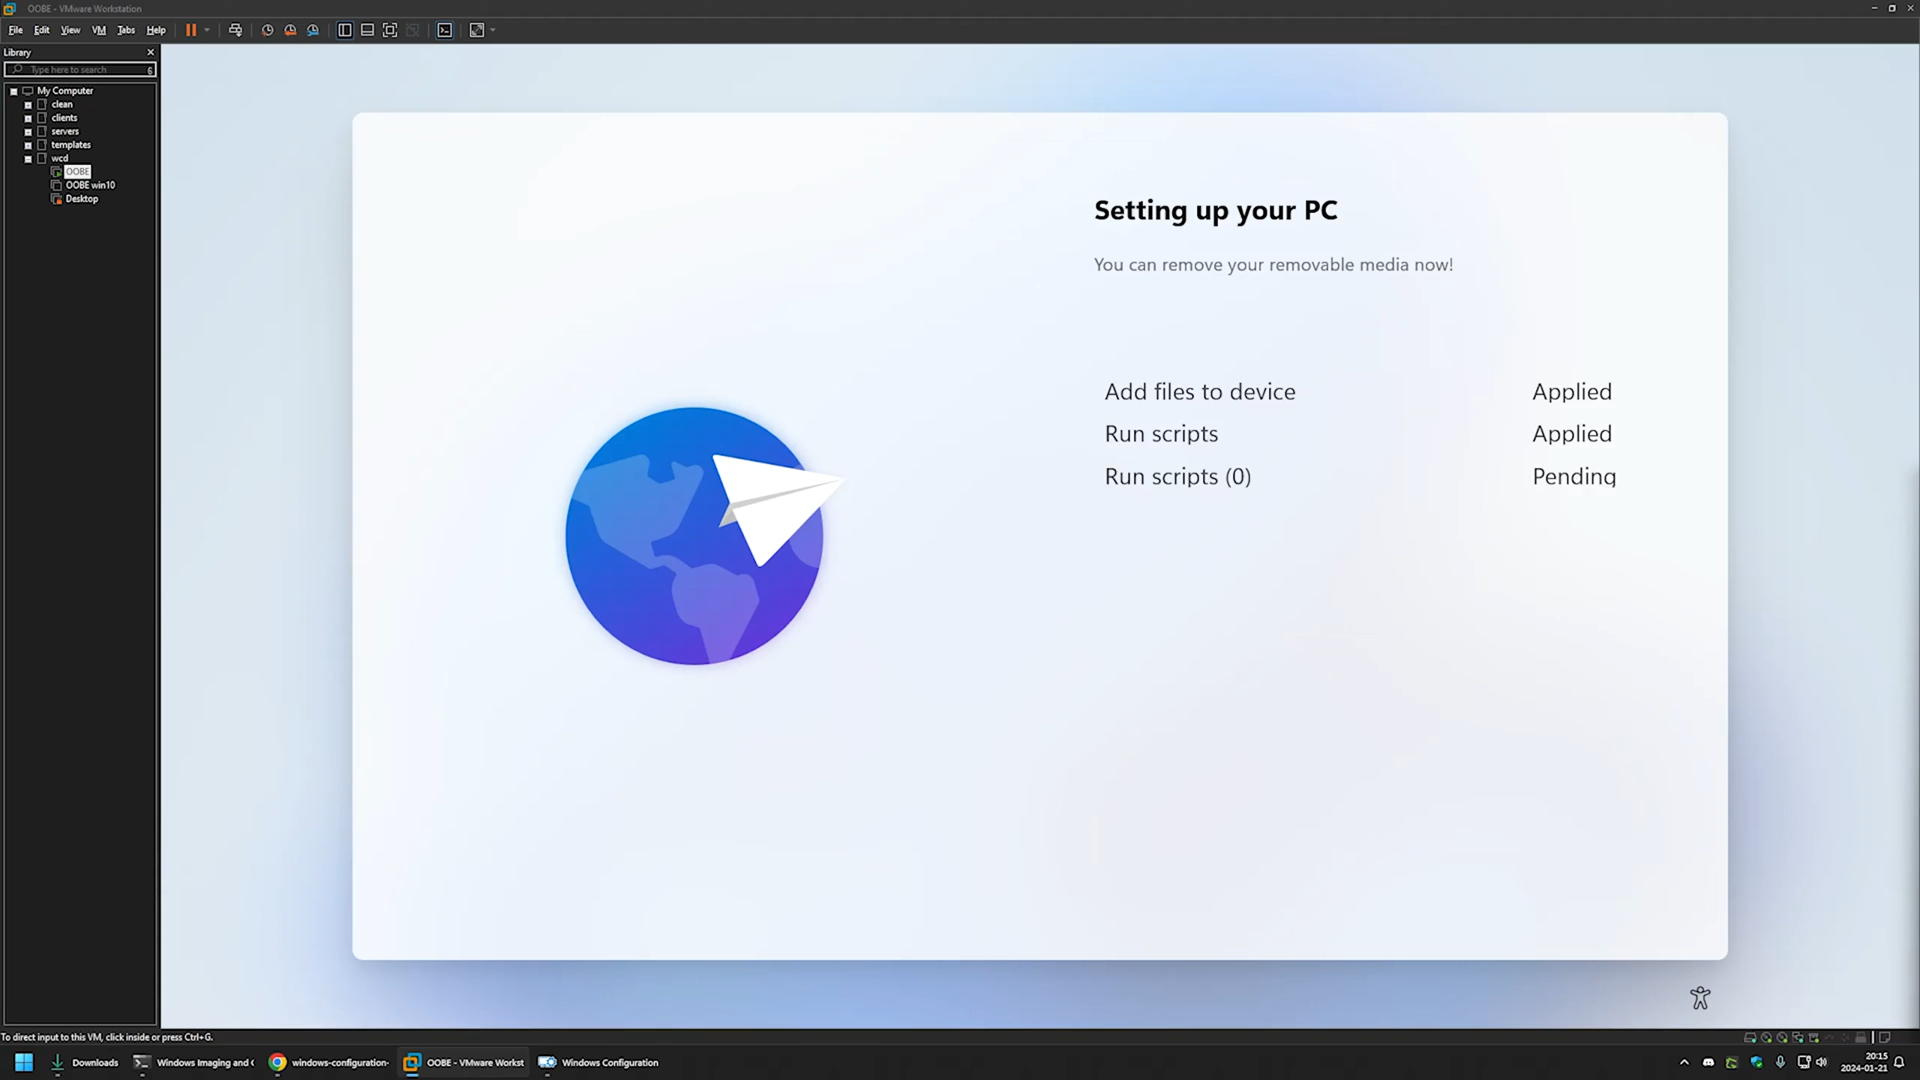 OOBE - VMware Workstation
File Edit View VM Tabs Help
Library
Type here to search
My Computer
clean
clients
servers
templates
wcd
OOBE
OOBE win10
Desktop
Setting up your PC
You can remove your removable media now!
Add files to device Applied
Run scripts Applied
Run scripts (0) Pending
To direct input to this VM, click inside or press Ctrl+G.
Downloads Windows Imaging and C windows-configuration- OOBE - VMware Workst Windows Configuration 20:15
2024-01-21